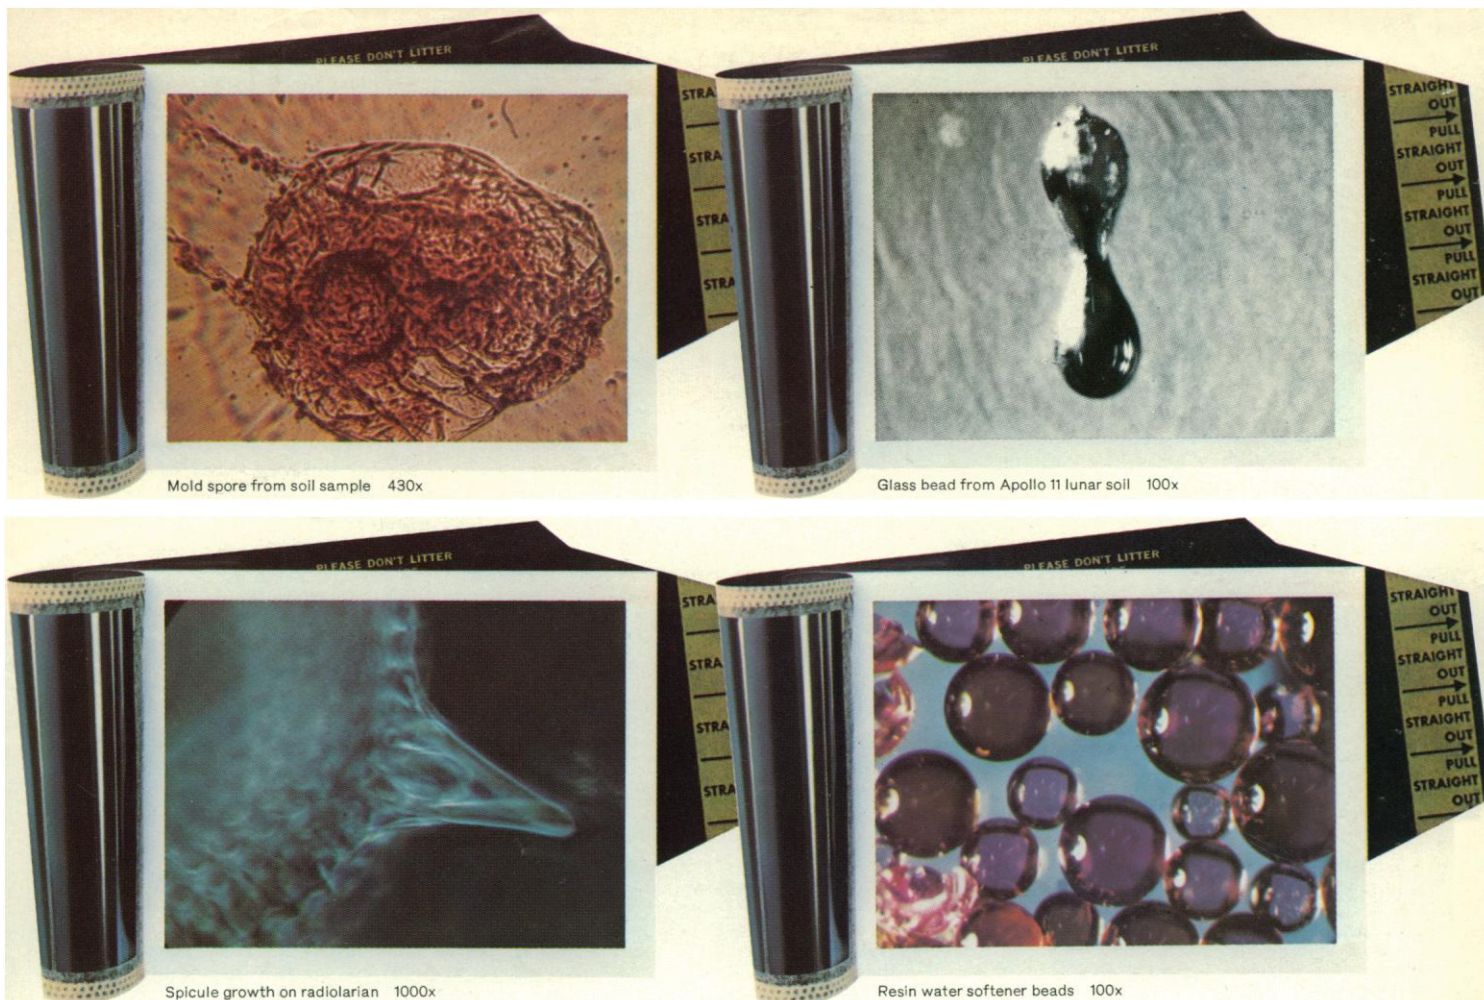 PLEASE DON'T LITTER
STRA
STRA
STRA
STRA
Mold spore from soil sample 430x
PLEASE DON'T LITTER
STRAIGHT
OUT
PULL
STRAIGHT
OUT
PULL
STRAIGHT
OUT
PULL
STRAIGHT
OUT
Glass bead from Apollo 11 lunar soil 100x
PLEASE DON'T LITTER
STRA
STRA
STRA
STRA
Spicule growth on radiolarian 1000x
PLEASE DON'T LITTER
STRAIGHT
OUT
PULL
STRAIGHT
OUT
PULL
STRAIGHT
OUT
PULL
STRAIGHT
OUT
Resin water softener beads 100x